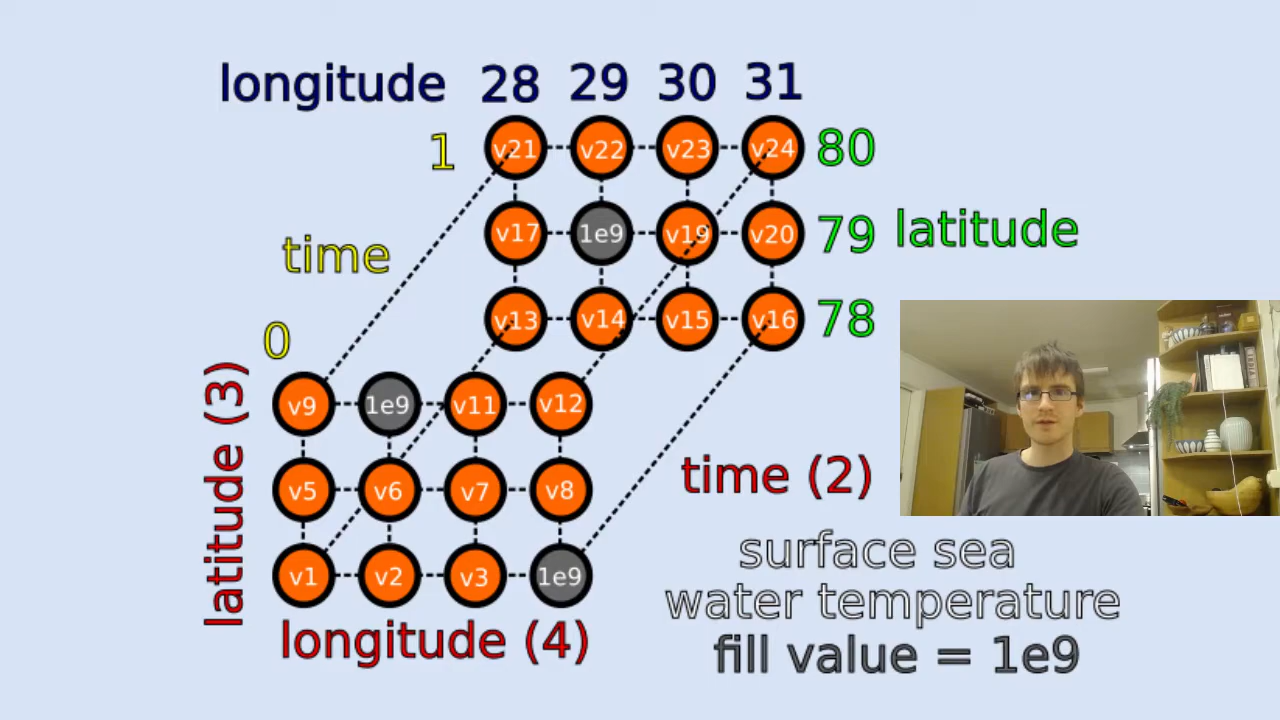 longitude 28 29 30 31
1 v21 v22 v23 v24 80
v17 1e9 v19 v20 79 latitude
time
v13 v14 v15 v16 78
0
v9 1e9 v11 v12
latitude (3)
v5 v6 v7 v8
time (2)
v1 v2 v3 1e9
surface sea
water temperature
longitude (4)
fill value = 1e9